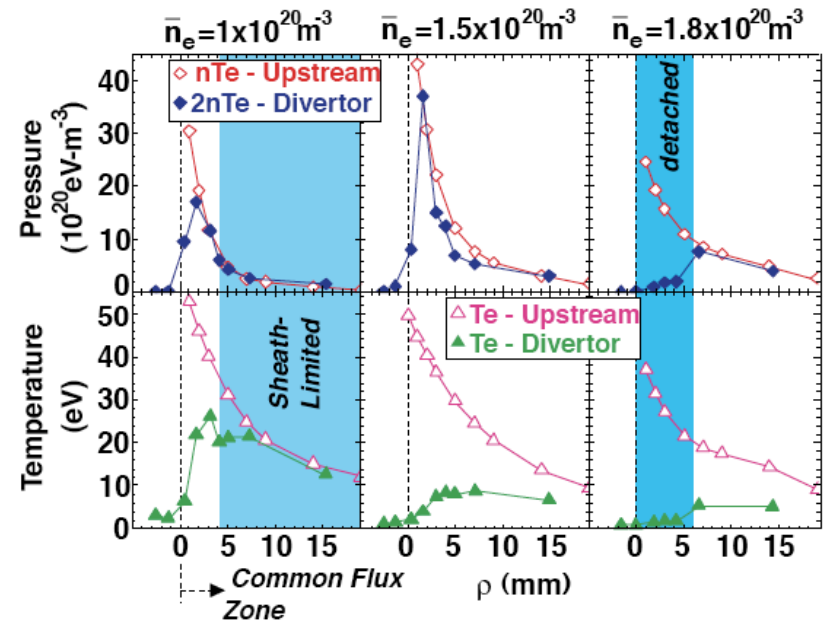 n̅e=1x10²⁰m⁻³ n̅e=1.5x10²⁰m⁻³ n̅e=1.8x10²⁰m⁻³
Pressure
(10²⁰eV-m⁻³)
40
30
20
10
0
nTe - Upstream
2nTe - Divertor
detached
Temperature
(eV)
50
40
30
20
10
0
Sheath-
Limited
Te - Upstream
Te - Divertor
0 5 10 15 0 5 10 15 0 5 10 15
Common Flux
Zone
ρ (mm)